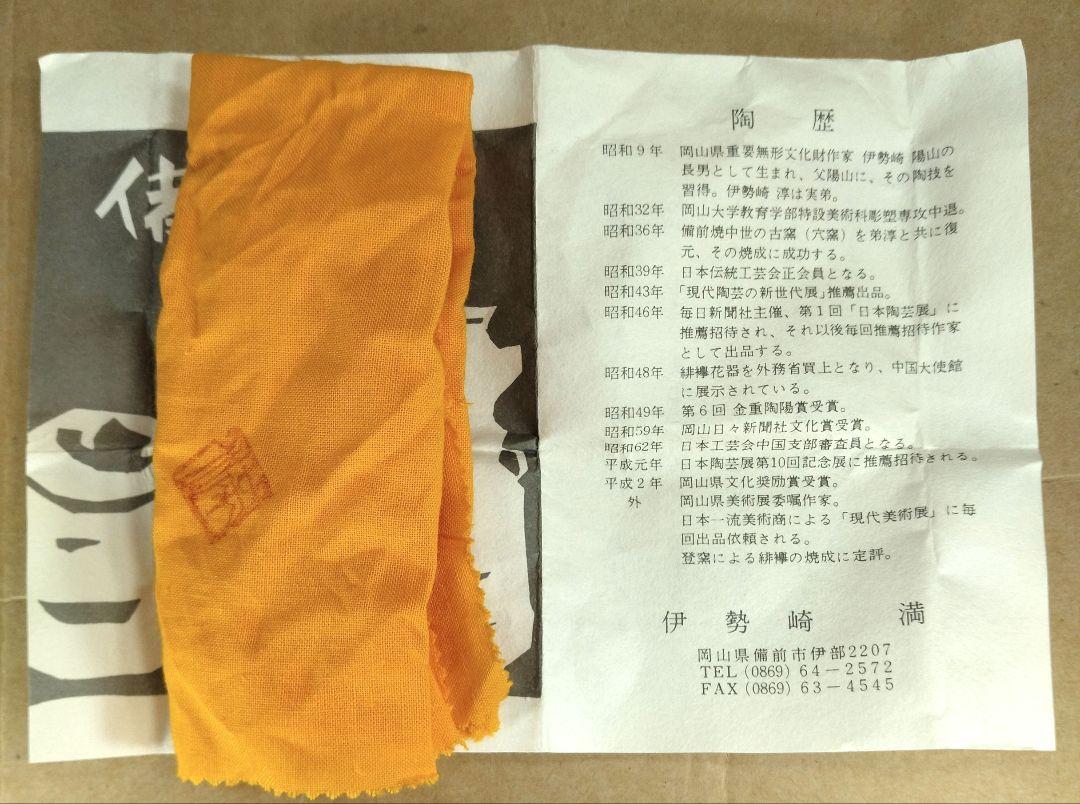 備
陶歴
昭和9年 岡山県重要無形文化財作家 伊勢崎 陽山の
長男として生まれ、父陽山に、その陶技を
習得。伊勢崎 淳は実弟。
昭和32年 岡山大学教育学部特設美術科彫塑専攻中退。
昭和36年 備前焼中世の古窯（穴窯）を弟淳と共に復
元、その焼成に成功する。
昭和39年 日本伝統工芸会正会員となる。
昭和43年 「現代陶芸の新世代展」推薦出品。
昭和46年 毎日新聞社主催、第1回「日本陶芸展」に
推薦招待され、それ以後毎回推薦招待作家
として出品する。
昭和48年 緋襷花器を外務省買上となり、中国大使館
に展示されている。
昭和49年 第6回 金重陶陽賞受賞。
昭和59年 岡山日々新聞社文化賞受賞。
昭和62年 日本工芸会中国支部審査員となる。
平成元年 日本陶芸展第10回記念展に推薦招待される。
平成2年 岡山県文化奨励賞受賞。
外 岡山県美術展委嘱作家。
日本一流美術商による「現代美術展」に毎
回出品依頼される。
登窯による緋襷の焼成に定評。
伊勢崎 満
岡山県備前市伊部2207
TEL (0869) 64－2572
FAX (0869) 63－4545